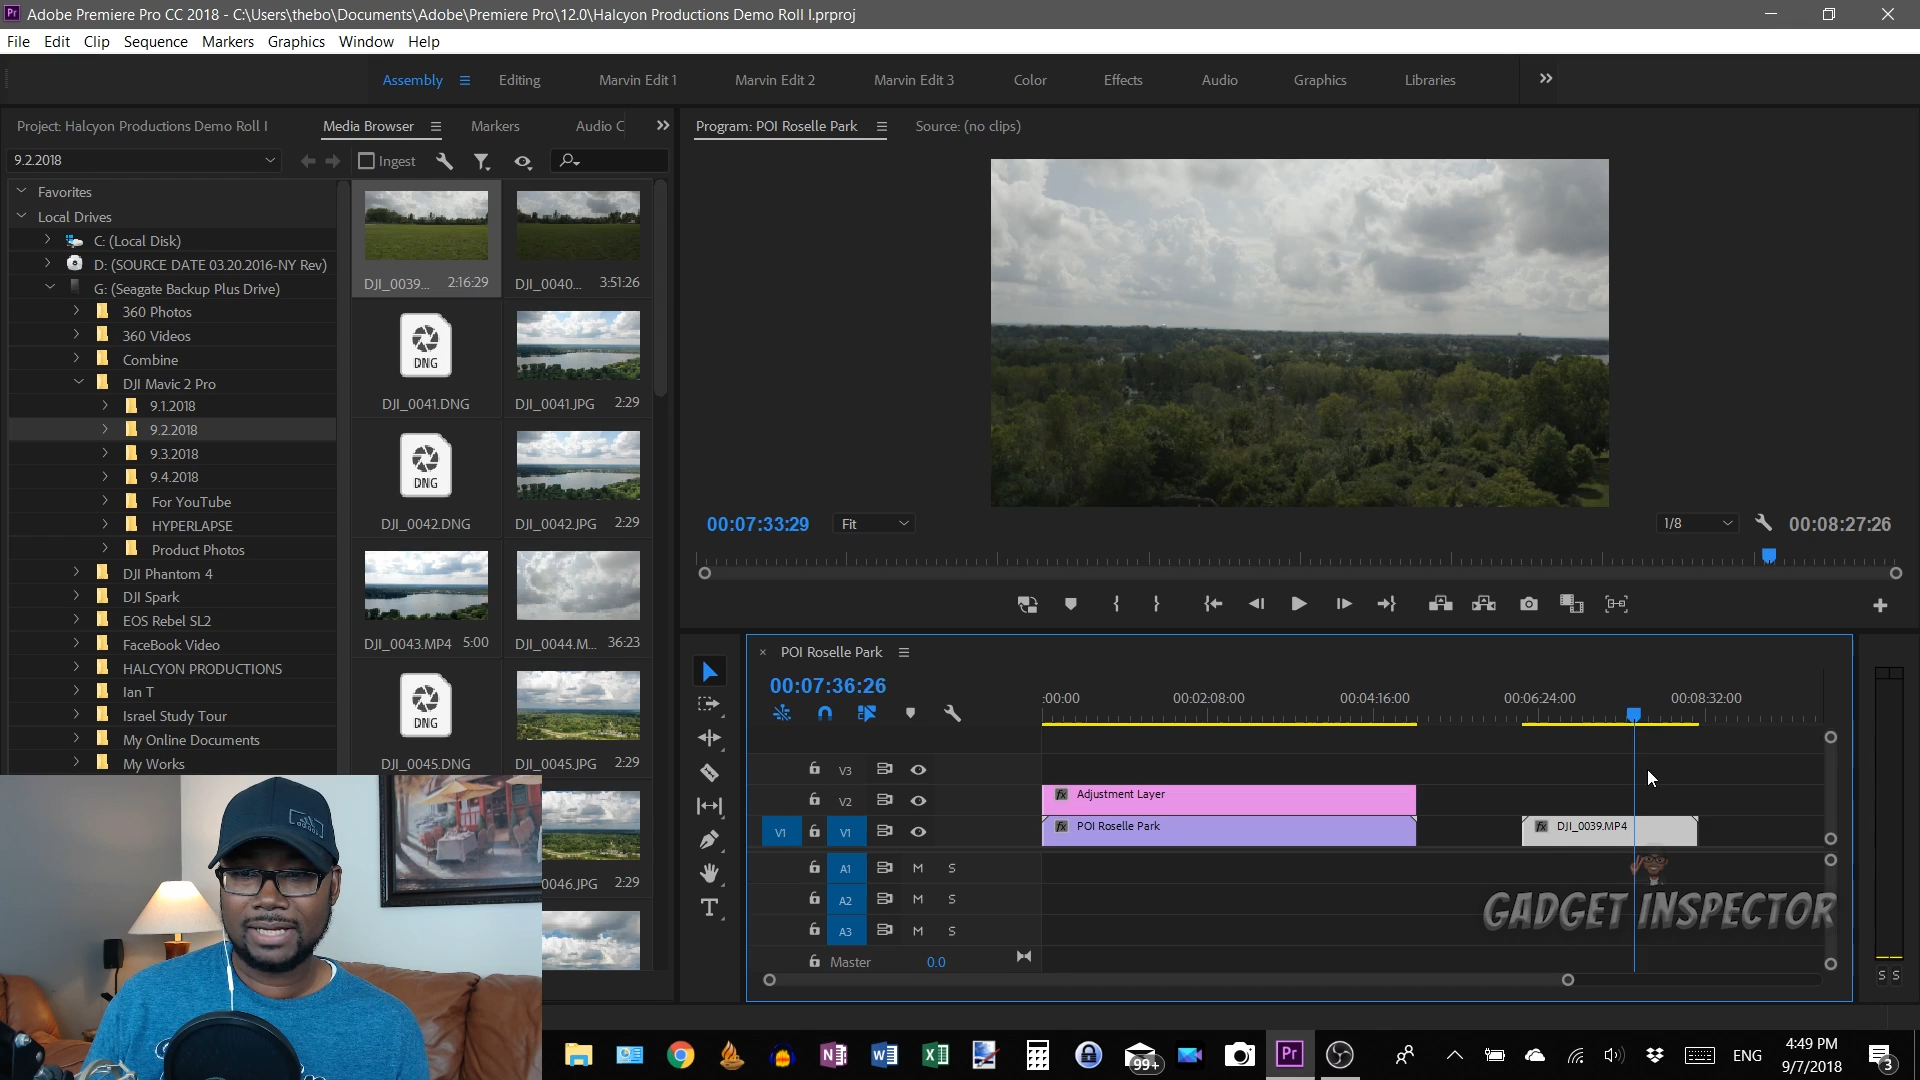 Pr Adobe Premiere Pro CC 2018 - C:\Users\thebo\Documents\Adobe\Premiere Pro\12.0\Halcyon Productions Demo Roll I.prproj
File Edit Clip Sequence Markers Graphics Window Help
Assembly Editing Marvin Edit 1 Marvin Edit 2 Marvin Edit 3 Color Effects Audio Graphics Libraries
Project: Halcyon Productions Demo Roll I Media Browser Markers Audio C
9.2.2018 Ingest
Favorites
Local Drives
C: (Local Disk)
D: (SOURCE DATE 03.20.2016-NY Rev)
G: (Seagate Backup Plus Drive)
360 Photos
360 Videos
Combine
DJI Mavic 2 Pro
9.1.2018
9.2.2018
9.3.2018
9.4.2018
For YouTube
HYPERLAPSE
Product Photos
DJI Phantom 4
DJI Spark
EOS Rebel SL2
FaceBook Video
HALCYON PRODUCTIONS
Ian T
Israel Study Tour
My Online Documents
My Works
DJI_0039... 2:16:29
DJI_0040... 3:51:26
DNG
DJI_0041.DNG
DJI_0041.JPG 2:29
DNG
DJI_0042.DNG
DJI_0042.JPG 2:29
DJI_0043.MP4 5:00
DJI_0044.M... 36:23
DNG
DJI_0045.DNG
DJI_0045.JPG 2:29
0046.JPG 2:29
Program: POI Roselle Park Source: (no clips)
00:07:33:29 Fit 1/8 00:08:27:26
POI Roselle Park
00:07:36:26
:00:00 00:02:08:00 00:04:16:00 00:06:24:00 00:08:32:00
V3
V2 fx Adjustment Layer
V1 V1 fx POI Roselle Park fx DJI_0039.MP4
A1 M S
A2 M S
A3 M S
Master 0.0
GADGET INSPECTOR
S S
99+ Pr ENG
4:49 PM
9/7/2018
3